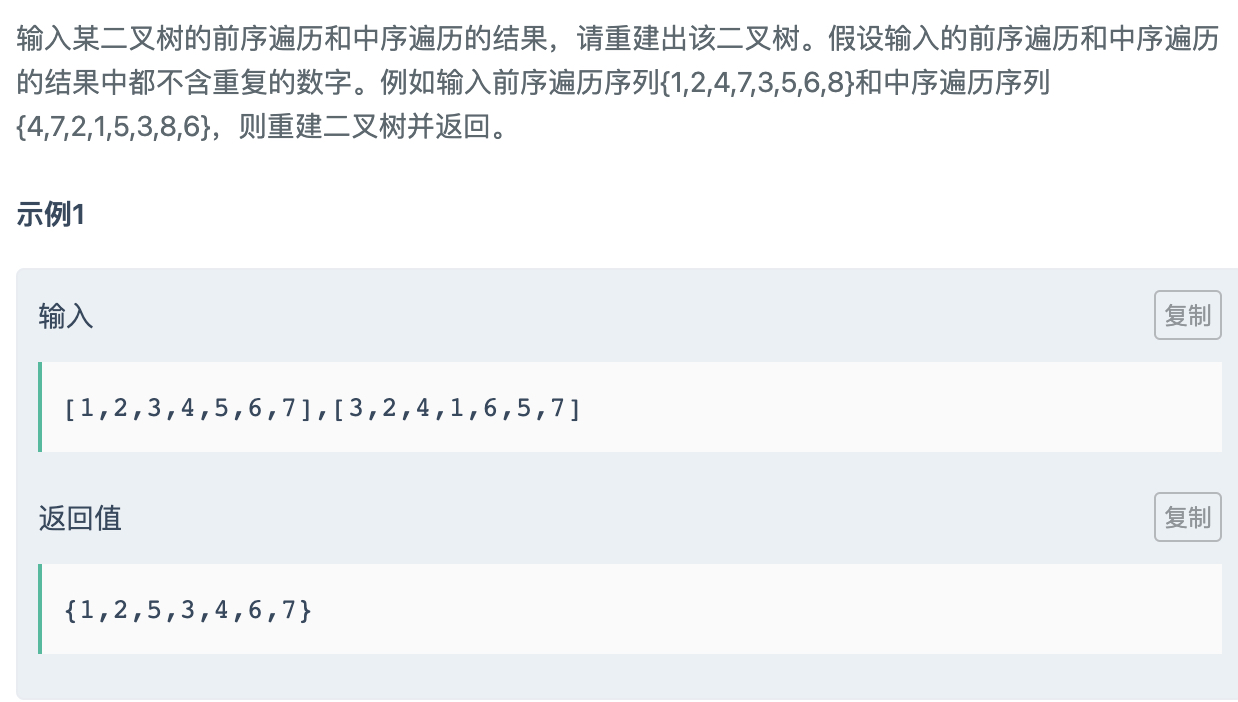 输入某二叉树的前序遍历和中序遍历的结果，请重建出该二叉树。假设输入的前序遍历和中序遍历
的结果中都不含重复的数字。例如输入前序遍历序列{1,2,4,7,3,5,6,8}和中序遍历序列
{4,7,2,1,5,3,8,6}，则重建二叉树并返回。
示例1
输入
复制
[1,2,3,4,5,6,7],[3,2,4,1,6,5,7]
返回值
复制
{1,2,5,3,4,6,7}